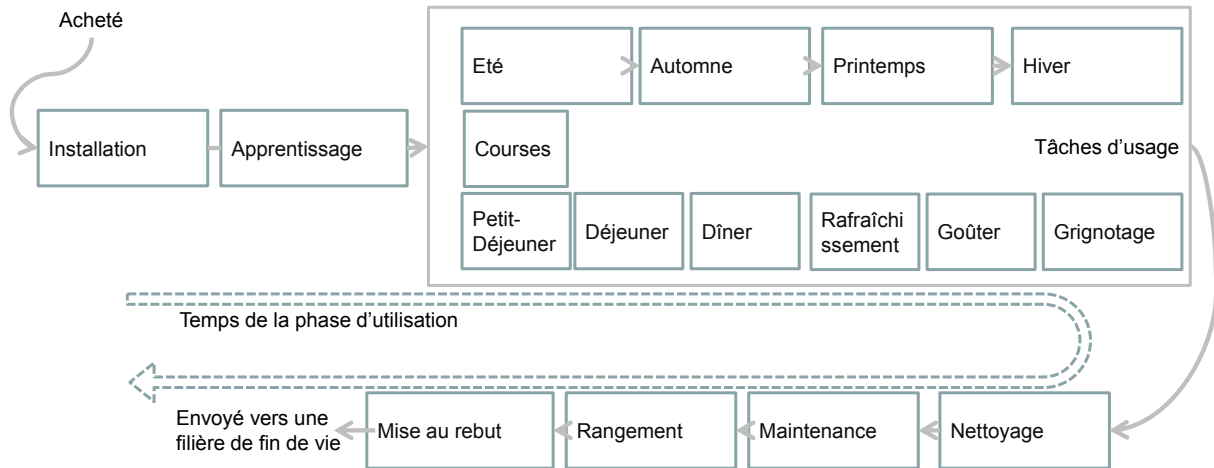 Acheté
Eté
Automne
Printemps
Hiver
Installation
Apprentissage
Courses
Tâches d’usage
Petit-
Déjeuner
Déjeuner
Dîner
Rafraîchi
ssement
Goûter
Grignotage
Temps de la phase d’utilisation
Envoyé vers une
filière de fin de vie
Mise au rebut
Rangement
Maintenance
Nettoyage